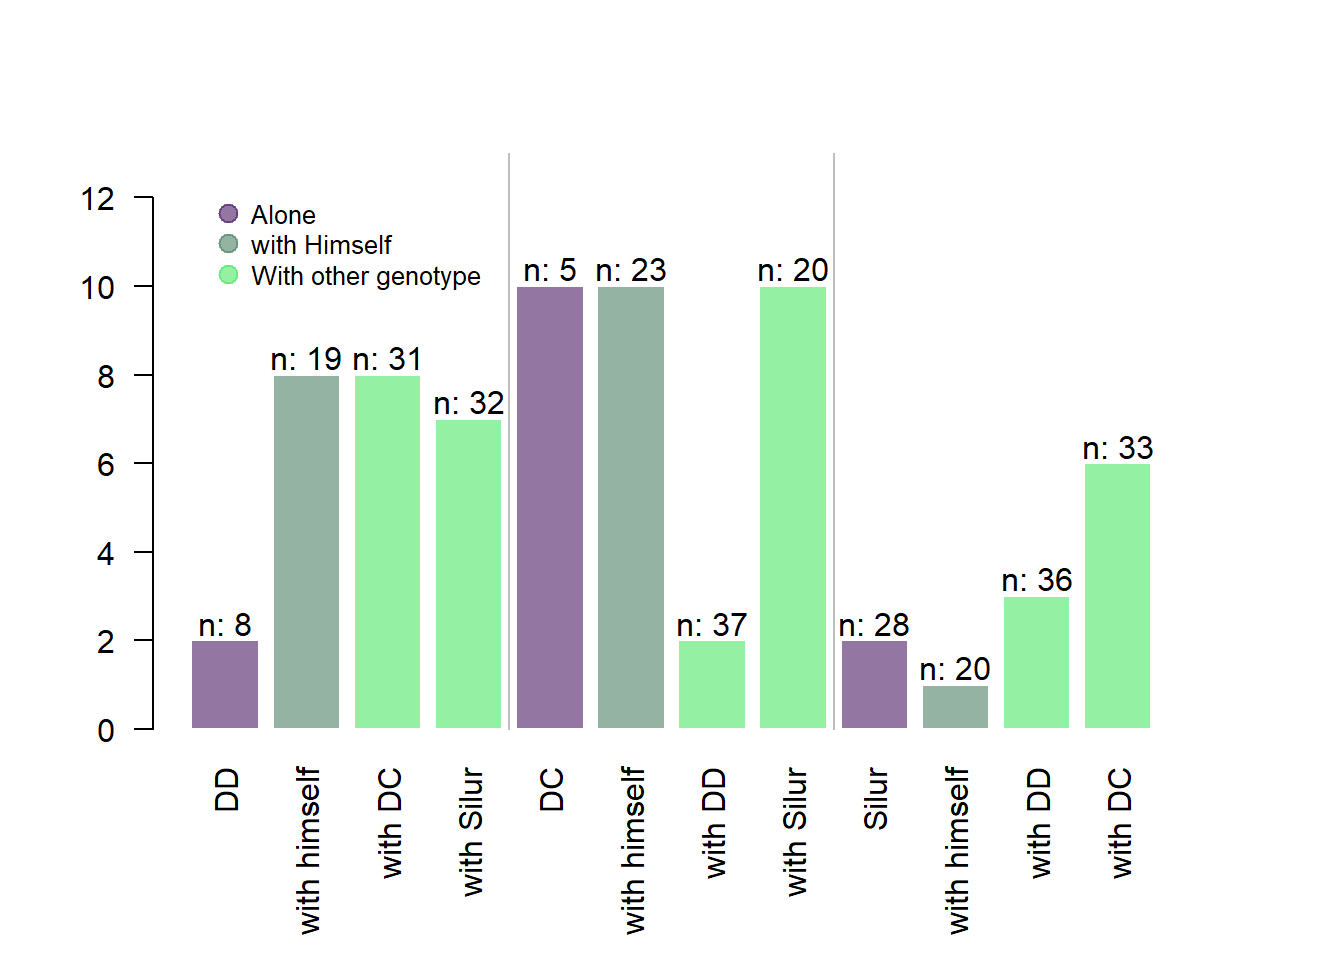 12
10
8
6
4
2
0
Alone
with Himself
With other genotype
n: 8
n: 19
n: 31
n: 32
n: 5
n: 23
n: 37
n: 20
n: 28
n: 20
n: 36
n: 33
DD
with himself
with DC
with Silur
DC
with himself
with DD
with Silur
Silur
with himself
with DD
with DC